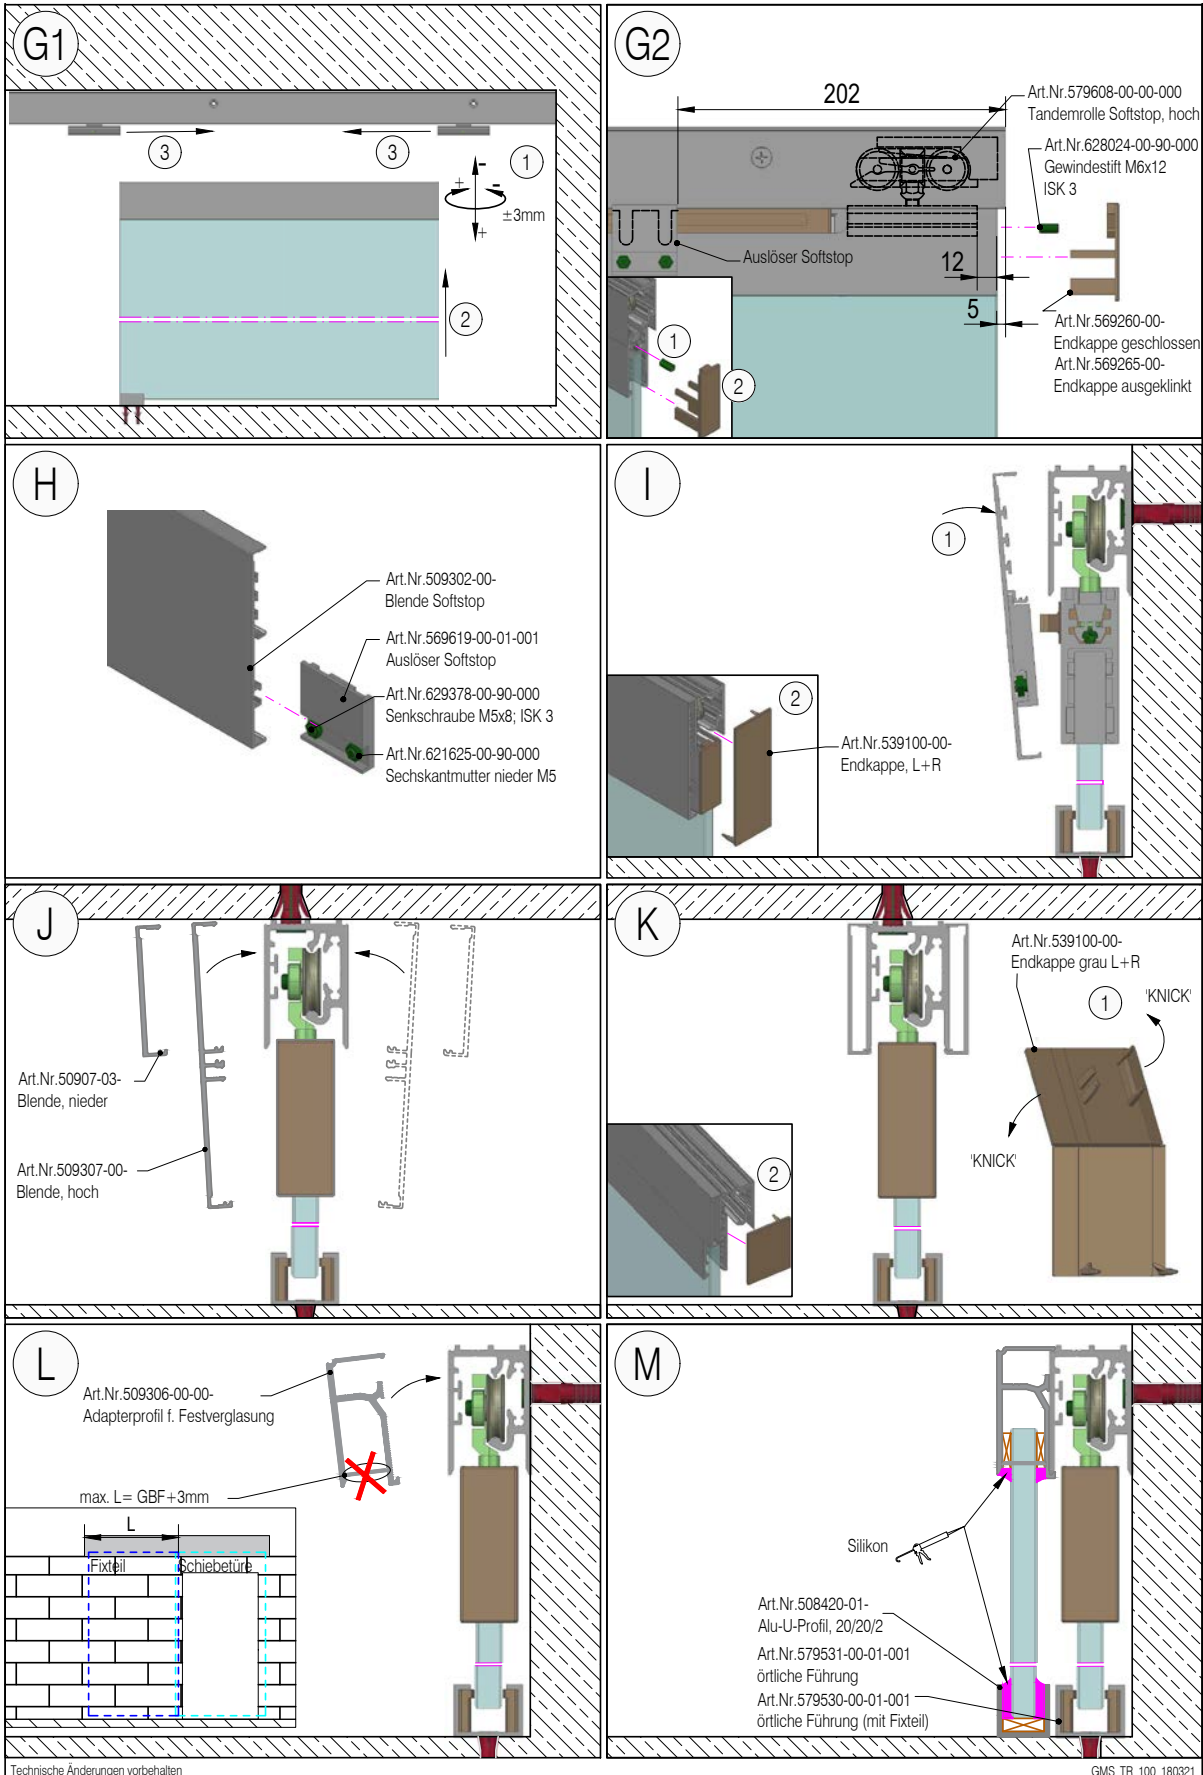 G1
3
3
1
+
-
-
±3mm
+
2
G2
202
Art.Nr.579608-00-00-000
Tandemrolle Softstop, hoch
Art.Nr.628024-00-90-000
Gewindestift M6x12
ISK 3
Auslöser Softstop
12
5
1
2
Art.Nr.569260-00-
Endkappe geschlossen
Art.Nr.569265-00-
Endkappe ausgeklinkt
H
Art.Nr.509302-00-
Blende Softstop
Art.Nr.569619-00-01-001
Auslöser Softstop
Art.Nr.629378-00-90-000
Senkschraube M5x8; ISK 3
Art.Nr.621625-00-90-000
Sechskantmutter nieder M5
I
1
2
Art.Nr.539100-00-
Endkappe, L+R
J
Art.Nr.50907-03-
Blende, nieder
Art.Nr.509307-00-
Blende, hoch
K
Art.Nr.539100-00-
Endkappe grau L+R
1
'KNICK'
'KNICK'
2
L
Art.Nr.509306-00-00-
Adapterprofil f. Festverglasung
max. L= GBF+3mm
L
Fixteil
Schiebetüre
M
Silikon
Art.Nr.508420-01-
Alu-U-Profil, 20/20/2
Art.Nr.579531-00-01-001
örtliche Führung
Art.Nr.579530-00-01-001
örtliche Führung (mit Fixteil)
Technische Änderungen vorbehalten
GMS_TR_100_180321